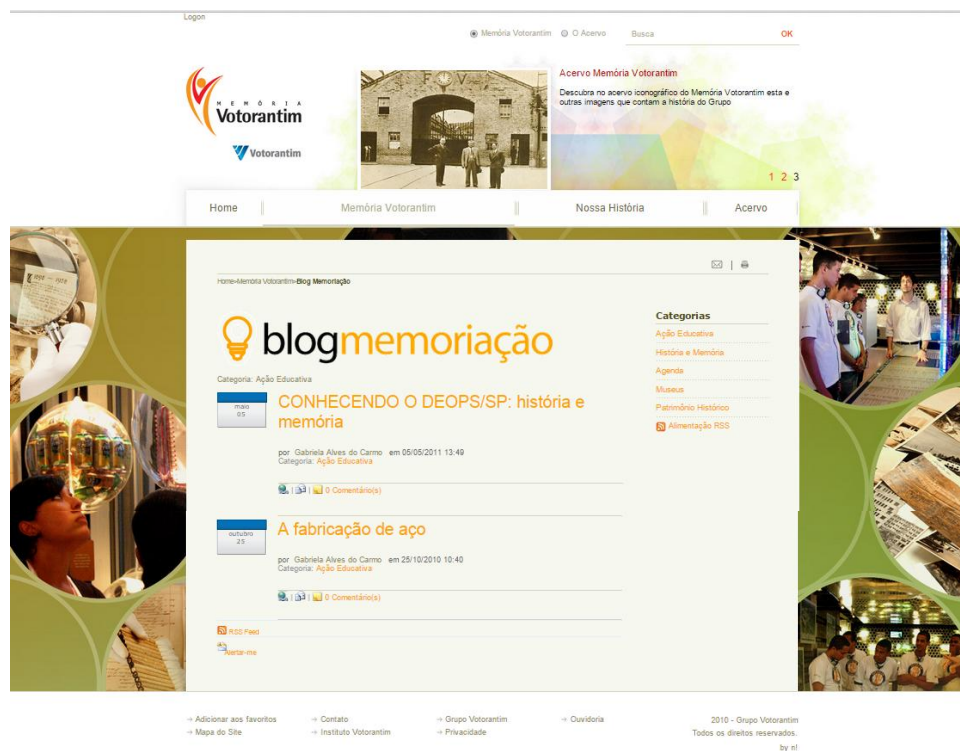 Logon
Memória Votorantim
O Acervo
Busca
OK
MEMÓRIA
Votorantim
Votorantim
F V
Acervo Memória Votorantim
Descubra no acervo iconográfico do Memória Votorantim esta e
outras imagens que contam a história do Grupo
1 2 3
Home
Memória Votorantim
Nossa História
Acervo
Home»Memória Votorantim»Blog Memoriação
blogmemoriação
Categoria: Ação Educativa
maio
05
CONHECENDO O DEOPS/SP: história e
memória
por Gabriela Alves do Carmo em 05/05/2011 13:49
Categoria: Ação Educativa
| | 0 Comentário(s)
outubro
25
A fabricação de aço
por Gabriela Alves do Carmo em 25/10/2010 10:40
Categoria: Ação Educativa
| | 0 Comentário(s)
RSS Feed
Alertar-me
Categorias
Ação Educativa
História e Memória
Agenda
Museus
Patrimônio Histórico
Alimentação RSS
Adicionar aos favoritos
Mapa do Site
Contato
Instituto Votorantim
Grupo Votorantim
Privacidade
Ouvidoria
2010 - Grupo Votorantim
Todos os direitos reservados.
by n!